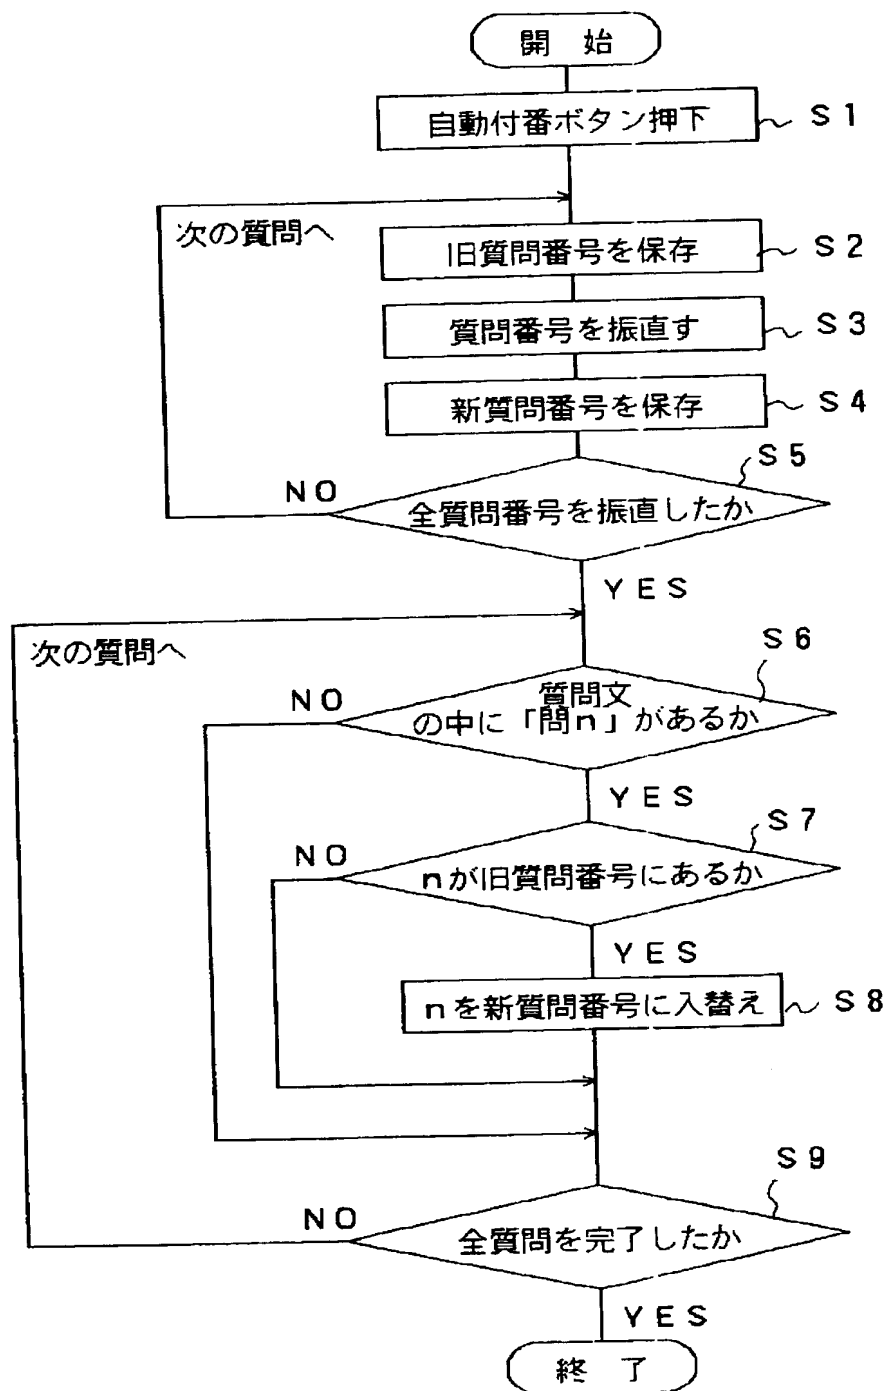 開 始
自動付番ボタン押下
S1
次の質問へ
旧質問番号を保存
S2
質問番号を振直す
S3
新質問番号を保存
S4
S5
NO
全質問番号を振直したか
YES
次の質問へ
S6
NO
質問文
の中に「問n」があるか
YES
S7
NO
nが旧質問番号にあるか
YES
nを新質問番号に入替え
S8
S9
NO
全質問を完了したか
YES
終 了